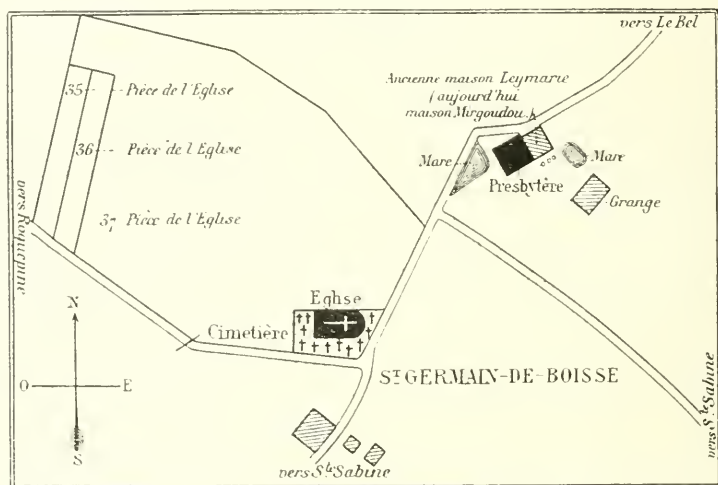 vers Le Bel
Ancienne maison Leymarie
(aujourd'hui
maison Mirgoudou)
35 Pièce de l'Eglise
36 Pièce de l'Eglise
37 Pièce de l'Eglise
Mare
Mare
Presbytère
Grange
vers Roquepine
Eglise
Cimetière
N
O
E
S
ST GERMAIN-DE-BOISSE
vers Ste Sabine
vers Ste Sabine